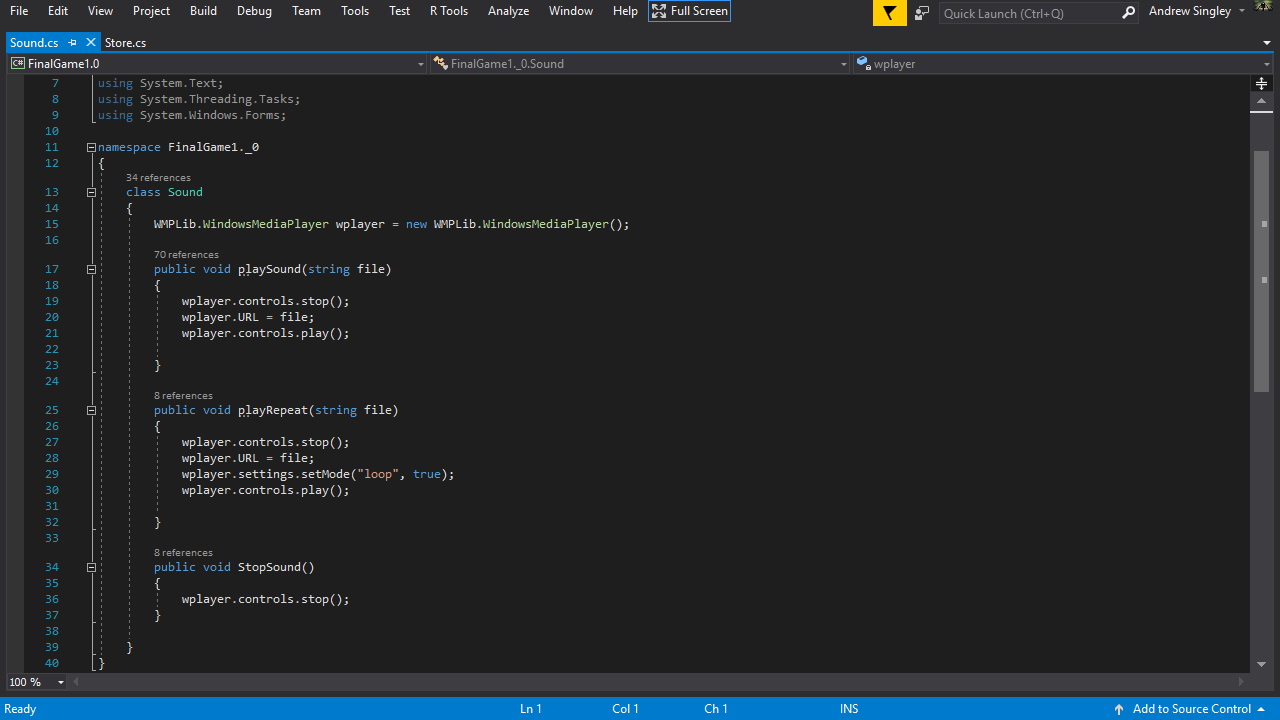 File Edit View Project Build Debug Team Tools Test R Tools Analyze Window Help Full Screen Quick Launch (Ctrl+Q) Andrew Singley
Sound.cs Store.cs
C# FinalGame1.0 FinalGame1._0.Sound wplayer
7 using System.Text;
8 using System.Threading.Tasks;
9 using System.Windows.Forms;
10
11 namespace FinalGame1._0
12 {
34 references
13 class Sound
14 {
15 WMPLib.WindowsMediaPlayer wplayer = new WMPLib.WindowsMediaPlayer();
16
70 references
17 public void playSound(string file)
18 {
19 wplayer.controls.stop();
20 wplayer.URL = file;
21 wplayer.controls.play();
22
23 }
24
8 references
25 public void playRepeat(string file)
26 {
27 wplayer.controls.stop();
28 wplayer.URL = file;
29 wplayer.settings.setMode("loop", true);
30 wplayer.controls.play();
31
32 }
33
8 references
34 public void StopSound()
35 {
36 wplayer.controls.stop();
37 }
38
39 }
40 }
100 %
Ready Ln 1 Col 1 Ch 1 INS Add to Source Control